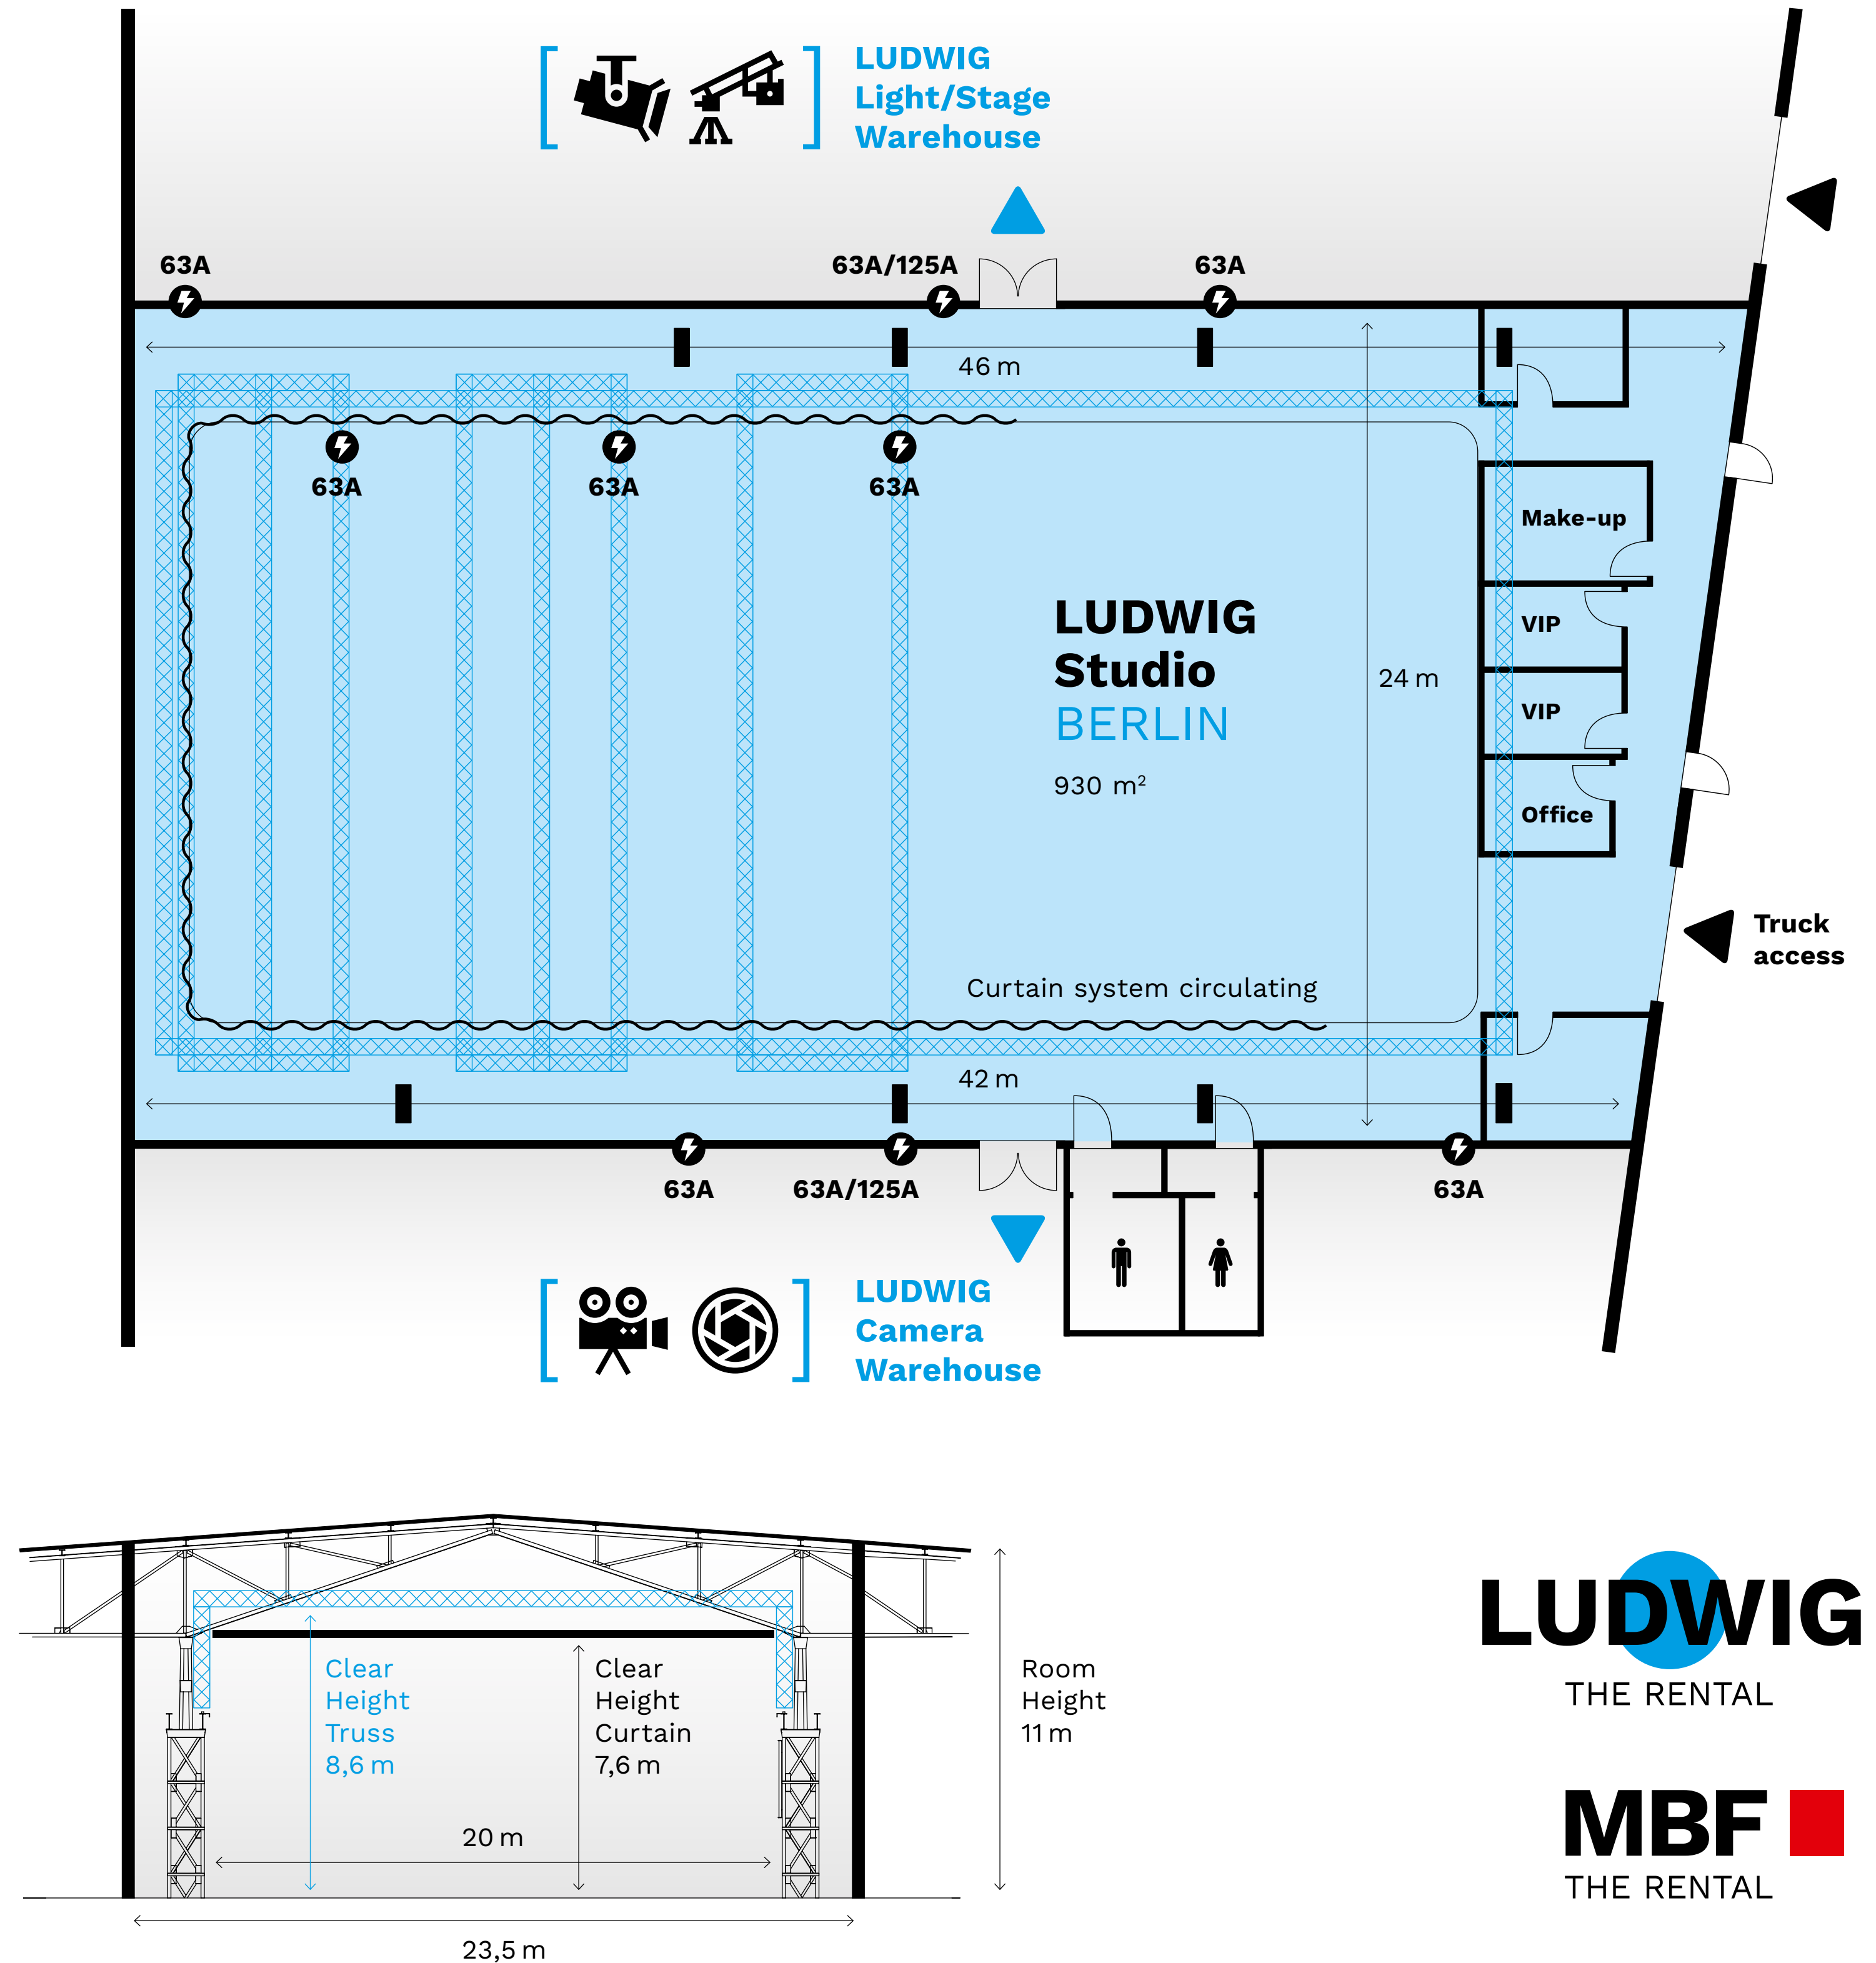 LUDWIG
Light/Stage
Warehouse
63A
63A/125A
63A
46 m
63A
63A
63A
Make-up
VIP
VIP
Office
LUDWIG
Studio
BERLIN
930 m²
24 m
Truck
access
Curtain system circulating
42 m
63A
63A/125A
63A
LUDWIG
Camera
Warehouse
Clear
Height
Truss
8,6 m
Clear
Height
Curtain
7,6 m
Room
Height
11 m
20 m
23,5 m
LUDWIG
THE RENTAL
MBF
THE RENTAL